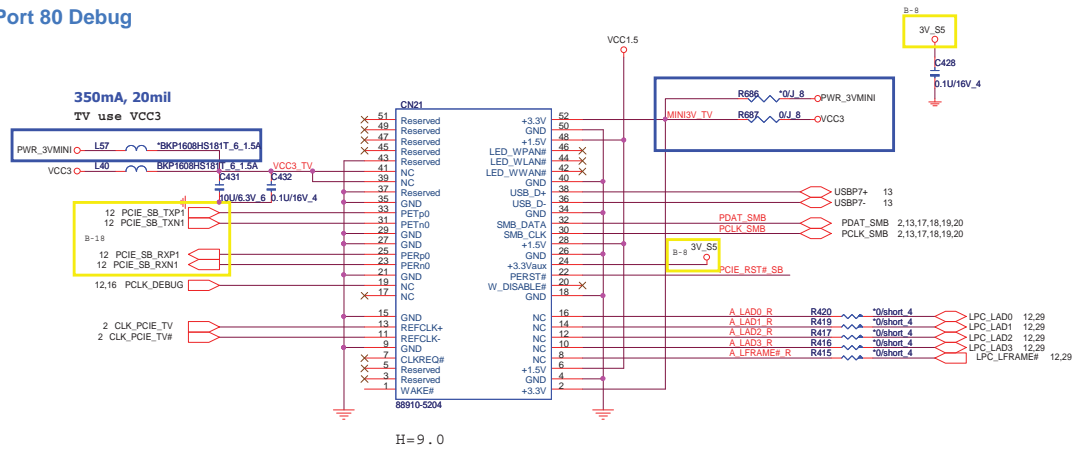 Port 80 Debug
B-8
3V_S5
C428
0.1U/16V_4
VCC1.5
350mA, 20mil
TV use VCC3
PWR_3VMINI
L57
*BKP1608HS181T_6_1.5A
VCC3
L40
BKP1608HS181T_6_1.5A
VCC3_TV
C431
10U/6.3V_6
C432
0.1U/16V_4
12 PCIE_SB_TXP1
12 PCIE_SB_TXN1
B-18
12 PCIE_SB_RXP1
12 PCIE_SB_RXN1
12,16 PCLK_DEBUG
2 CLK_PCIE_TV
2 CLK_PCIE_TV#
CN21
51 Reserved +3.3V 52
49 Reserved GND 50
47 Reserved +1.5V 48
45 Reserved LED_WPAN# 46
43 Reserved LED_WLAN# 44
41 NC LED_WWAN# 42
39 NC GND 40
37 Reserved USB_D+ 38
35 GND USB_D- 36
33 PETp0 GND 34
31 PETn0 SMB_DATA 32
29 GND SMB_CLK 30
27 GND +1.5V 28
25 PERp0 GND 26
23 PERn0 +3.3Vaux 24
21 GND PERST# 22
19 NC W_DISABLE# 20
17 NC GND 18
15 GND NC 16
13 REFCLK+ NC 14
11 REFCLK- NC 12
9 GND NC 10
7 CLKREQ# NC 8
5 Reserved +1.5V 6
3 Reserved GND 4
1 WAKE# +3.3V 2
88910-5204
H=9.0
MINI3V_TV
R686 *0/J_8 PWR_3VMINI
R687 0/J_8 VCC3
USBP7+ 13
USBP7- 13
PDAT_SMB PDAT_SMB 2,13,17,18,19,20
PCLK_SMB PCLK_SMB 2,13,17,18,19,20
B-8 3V_S5
PCIE_RST#_SB
A_LAD0_R R420 *0/short_4 LPC_LAD0 12,29
A_LAD1_R R419 *0/short_4 LPC_LAD1 12,29
A_LAD2_R R417 *0/short_4 LPC_LAD2 12,29
A_LAD3_R R416 *0/short_4 LPC_LAD3 12,29
A_LFRAME#_R R415 *0/short_4 LPC_LFRAME# 12,29